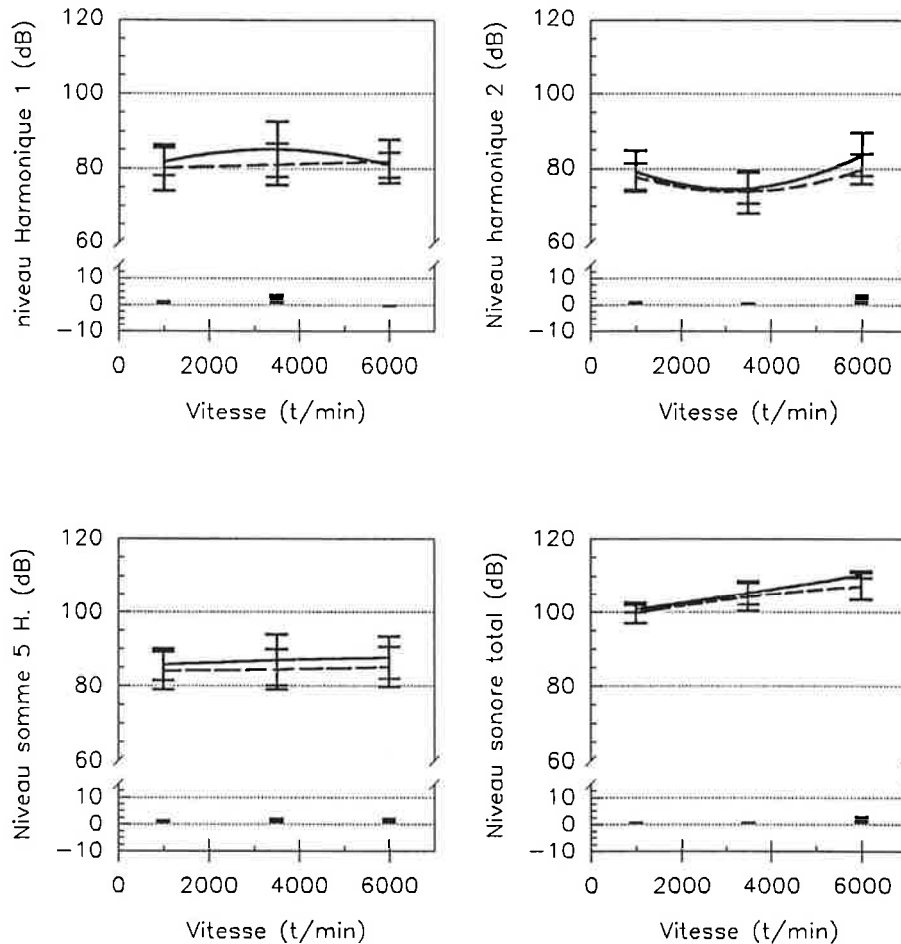 niveau Harmonique 1 (dB)
120
100
80
60
10
0
−10
0 2000 4000 6000
Vitesse (t/min)
Niveau harmonique 2 (dB)
120
100
80
60
10
0
−10
0 2000 4000 6000
Vitesse (t/min)
Niveau somme 5 H. (dB)
120
100
80
60
10
0
−10
0 2000 4000 6000
Vitesse (t/min)
Niveau sonore total (dB)
120
100
80
60
10
0
−10
0 2000 4000 6000
Vitesse (t/min)